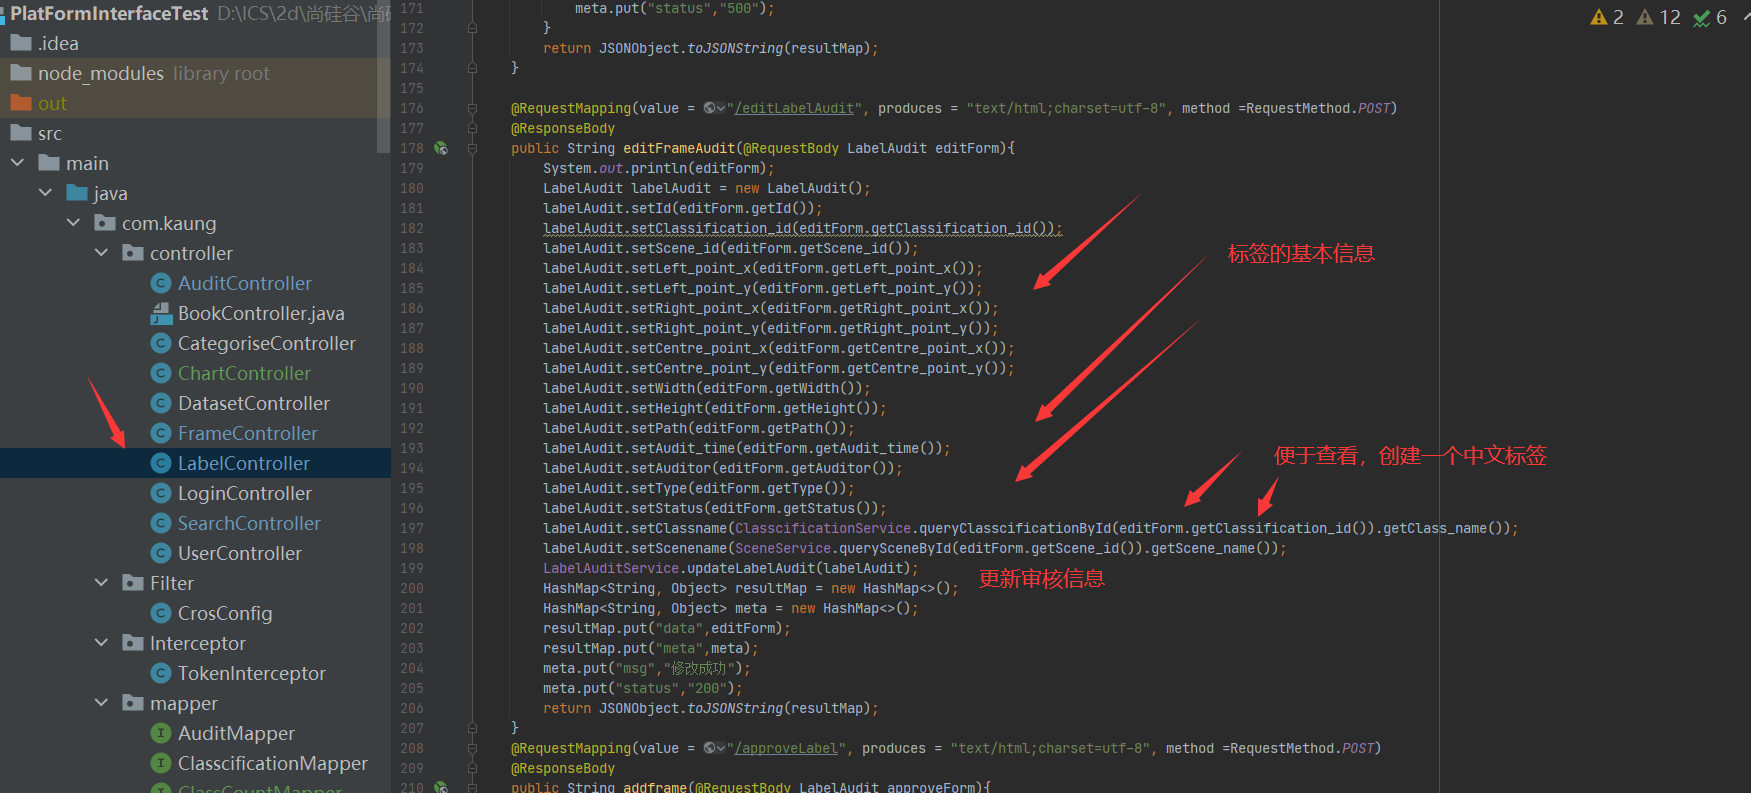 PlatFormInterfaceTest D:\ICS\2d\尚硅谷\尚
.idea
node_modules library root
out
src
main
java
com.kaung
controller
AuditController
BookController.java
CategoriseController
ChartController
DatasetController
FrameController
LabelController
LoginController
SearchController
UserController
Filter
CrosConfig
Interceptor
TokenInterceptor
mapper
AuditMapper
ClasscificationMapper
ClassCountMapper
2 12 6
171 meta.put("status","500");
172 }
173 return JSONObject.toJSONString(resultMap);
174 }
175
176 @RequestMapping(value = "/editLabelAudit", produces = "text/html;charset=utf-8", method =RequestMethod.POST)
177 @ResponseBody
178 public String editFrameAudit(@RequestBody LabelAudit editForm){
179 System.out.println(editForm);
180 LabelAudit labelAudit = new LabelAudit();
181 labelAudit.setId(editForm.getId());
182 labelAudit.setClassification_id(editForm.getClassification_id());
183 labelAudit.setScene_id(editForm.getScene_id());
标签的基本信息
184 labelAudit.setLeft_point_x(editForm.getLeft_point_x());
185 labelAudit.setLeft_point_y(editForm.getLeft_point_y());
186 labelAudit.setRight_point_x(editForm.getRight_point_x());
187 labelAudit.setRight_point_y(editForm.getRight_point_y());
188 labelAudit.setCentre_point_x(editForm.getCentre_point_x());
189 labelAudit.setCentre_point_y(editForm.getCentre_point_y());
190 labelAudit.setWidth(editForm.getWidth());
191 labelAudit.setHeight(editForm.getHeight());
192 labelAudit.setPath(editForm.getPath());
193 labelAudit.setAudit_time(editForm.getAudit_time());
便于查看，创建一个中文标签
194 labelAudit.setAuditor(editForm.getAuditor());
195 labelAudit.setType(editForm.getType());
196 labelAudit.setStatus(editForm.getStatus());
197 labelAudit.setClassname(ClasscificationService.queryClasscificationById(editForm.getClassification_id()).getClass_name());
198 labelAudit.setScenename(SceneService.querySceneById(editForm.getScene_id()).getScene_name());
199 LabelAuditService.updateLabelAudit(labelAudit);
更新审核信息
200 HashMap<String, Object> resultMap = new HashMap<>();
201 HashMap<String, Object> meta = new HashMap<>();
202 resultMap.put("data",editForm);
203 resultMap.put("meta",meta);
204 meta.put("msg","修改成功");
205 meta.put("status","200");
206 return JSONObject.toJSONString(resultMap);
207 }
208 @RequestMapping(value = "/approveLabel", produces = "text/html;charset=utf-8", method =RequestMethod.POST)
209 @ResponseBody
210 public String addframe(@RequestBody LabelAudit approveForm){